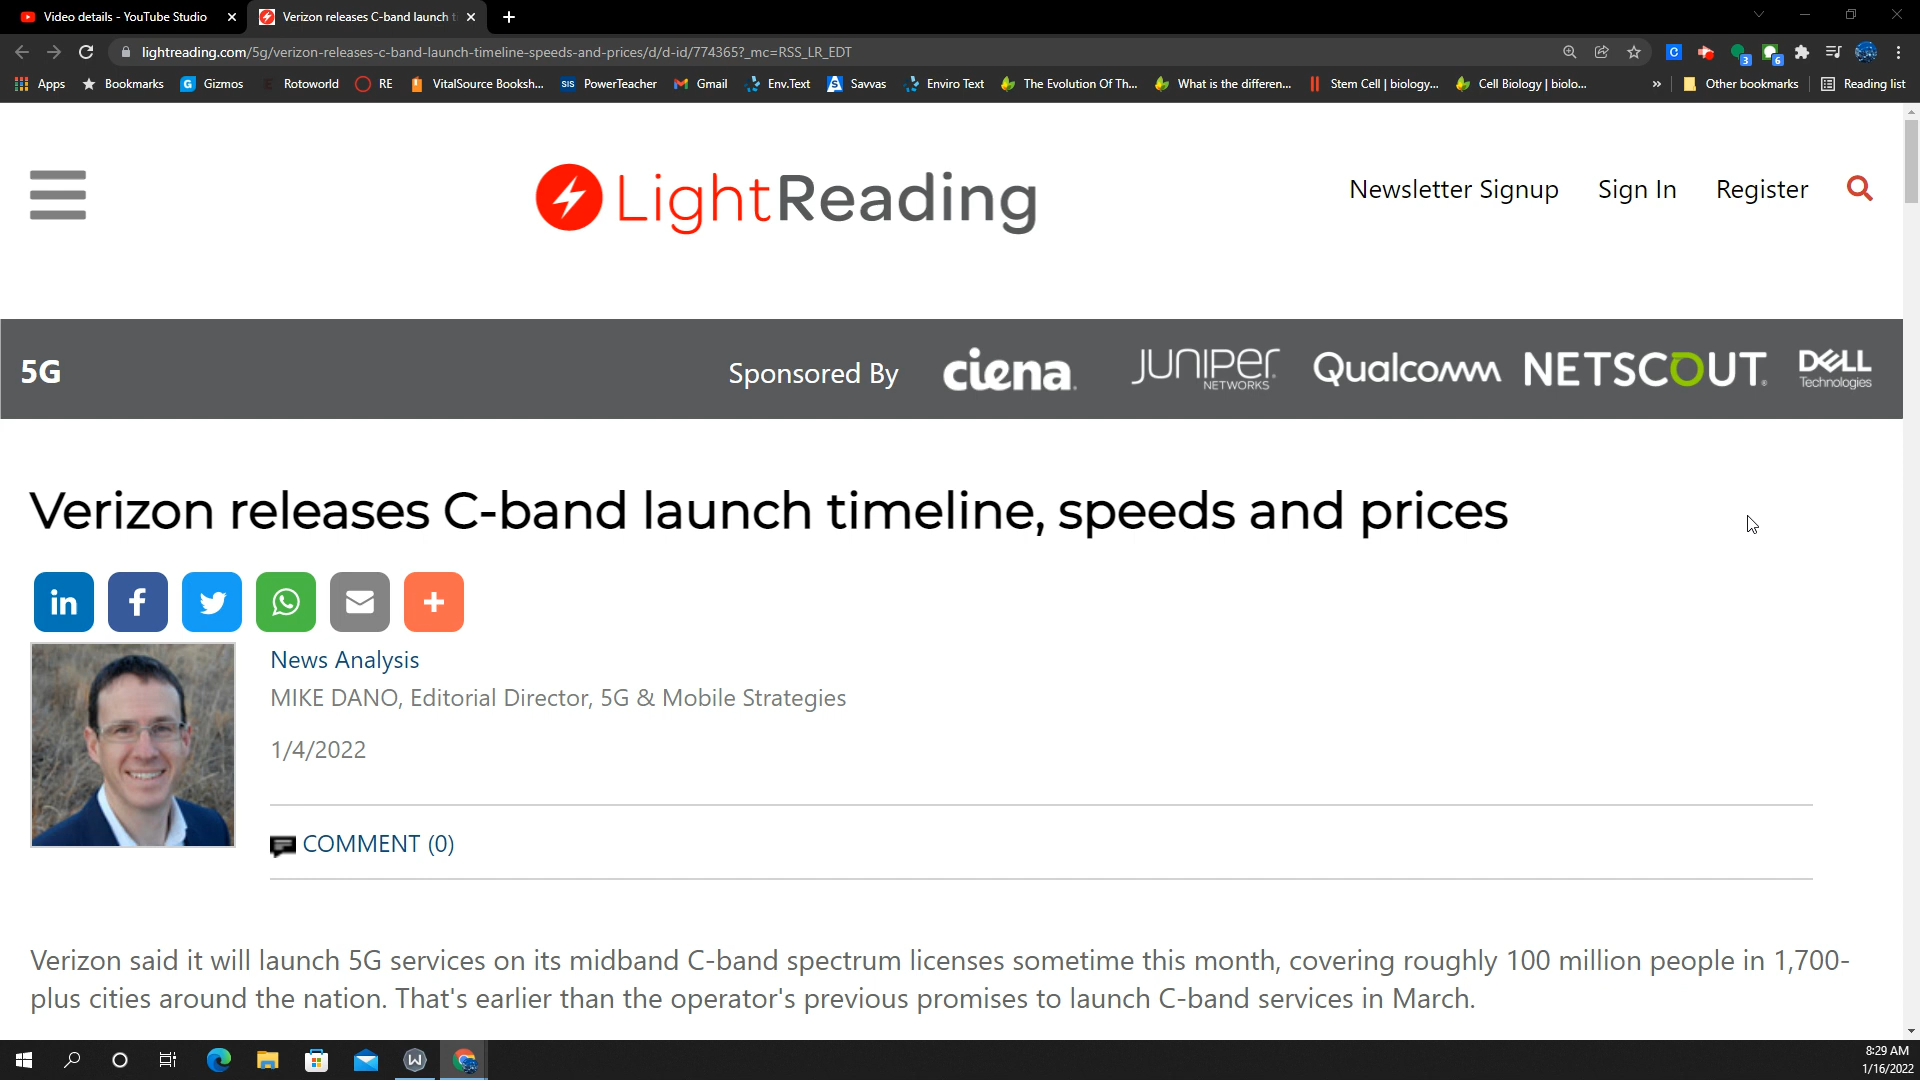 Video details - YouTube Studio
Verizon releases C-band launch t
lightreading.com/5g/verizon-releases-c-band-launch-timeline-speeds-and-prices/d/d-id/774365?_mc=RSS_LR_EDT
3
6
Apps Bookmarks G Gizmos Rotoworld RE VitalSource Booksh... SIS PowerTeacher Gmail Env.Text Savvas Enviro Text The Evolution Of Th... What is the differen... Stem Cell | biology... Cell Biology | biolo... » Other bookmarks Reading list
LightReading
Newsletter Signup Sign In Register
5G
Sponsored By ciena. JUNIPER NETWORKS Qualcomm NETSCOUT. DELL Technologies
Verizon releases C-band launch timeline, speeds and prices
in f
News Analysis
MIKE DANO, Editorial Director, 5G & Mobile Strategies
1/4/2022
COMMENT (0)
Verizon said it will launch 5G services on its midband C-band spectrum licenses sometime this month, covering roughly 100 million people in 1,700-
plus cities around the nation. That's earlier than the operator's previous promises to launch C-band services in March.
8:29 AM
1/16/2022